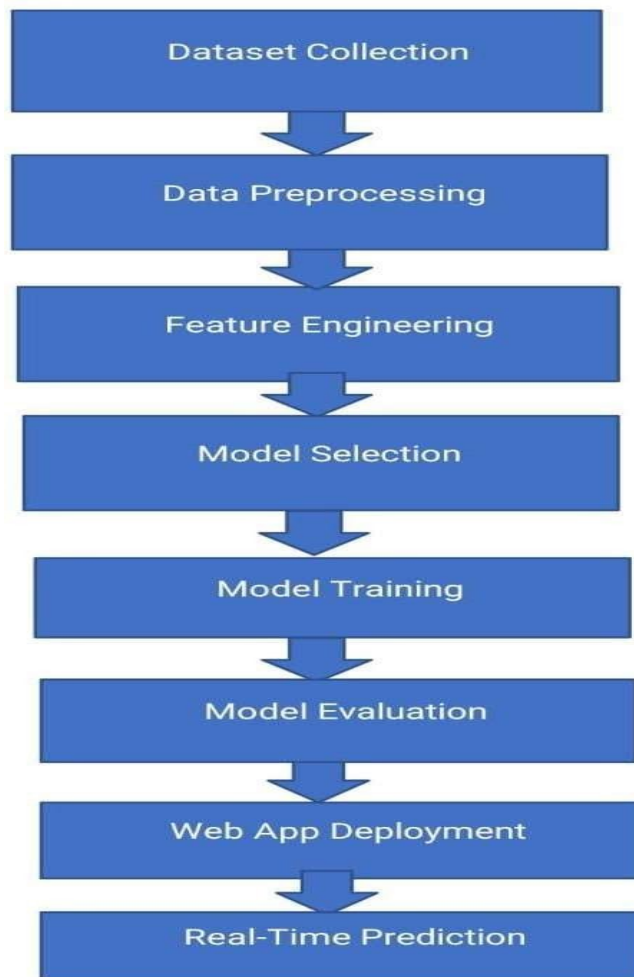 Dataset Collection
Data Preprocessing
Feature Engineering
Model Selection
Model Training
Model Evaluation
Web App Deployment
Real-Time Prediction